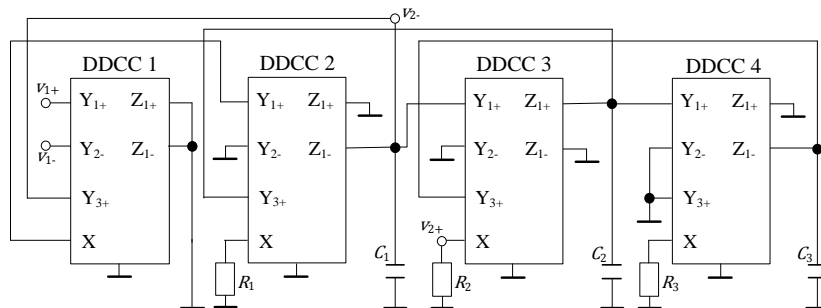 v2-
DDCC 1
DDCC 2
DDCC 3
DDCC 4
v1+
Y1+ Z1+
v1-
Y2- Z1-
Y3+
X
Y1+ Z1+
Y2- Z1-
Y3+
X
R1
C1
Y1+ Z1+
Y2- Z1-
Y3+
v2+
X
R2
C2
Y1+ Z1+
Y2- Z1-
Y3+
X
R3
C3